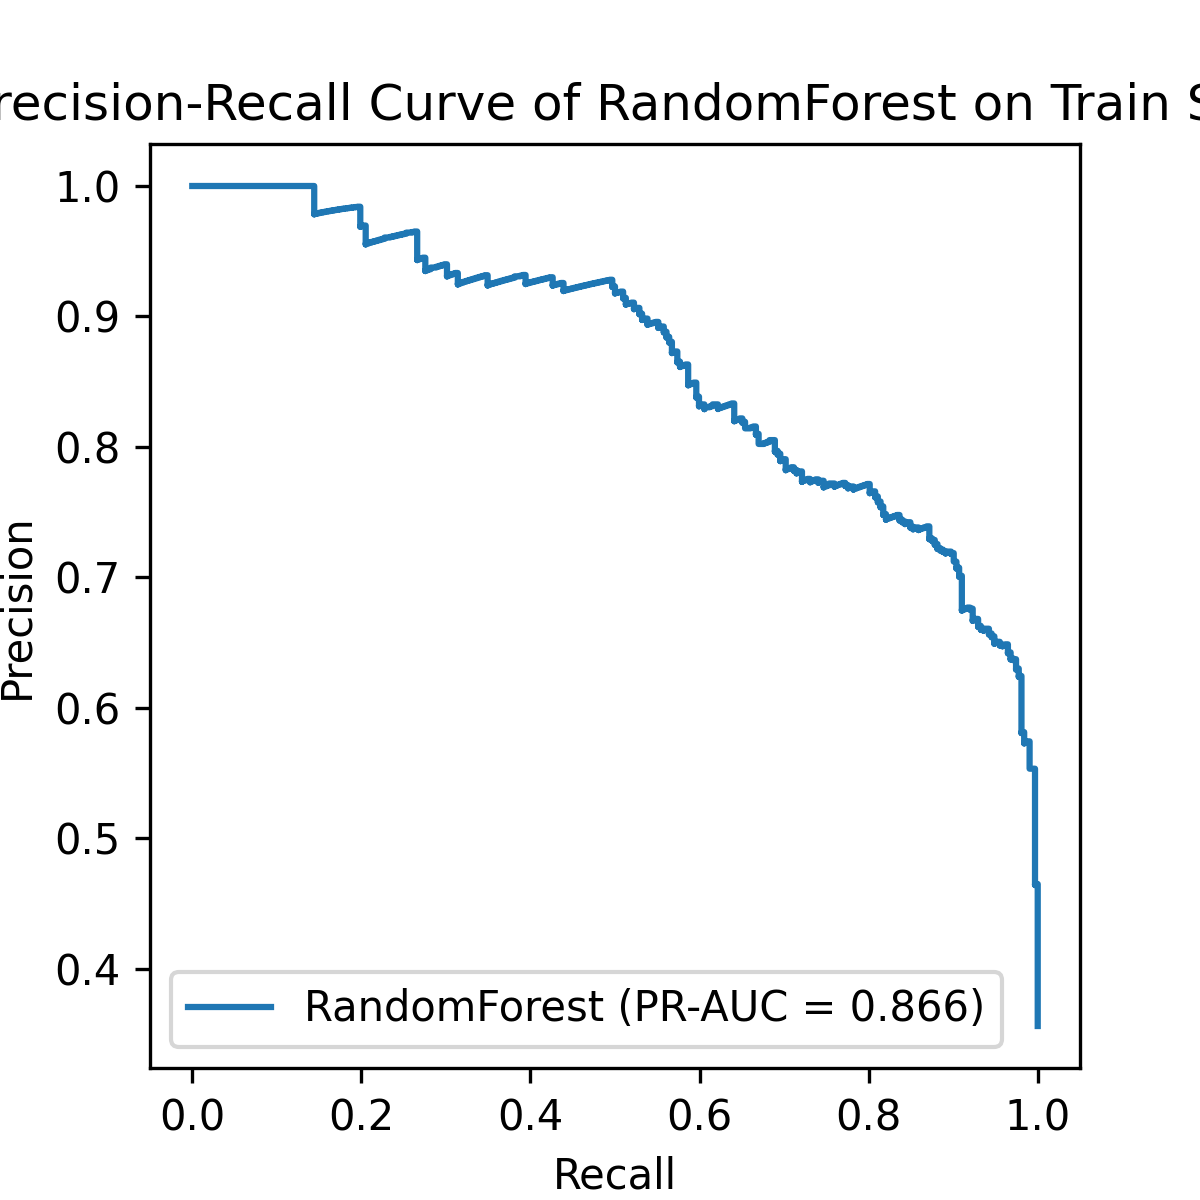 recision-Recall Curve of RandomForest on Train S
1.0
0.9
0.8
0.7
0.6
0.5
0.4
Precision
RandomForest (PR-AUC = 0.866)
0.0 0.2 0.4 0.6 0.8 1.0
Recall